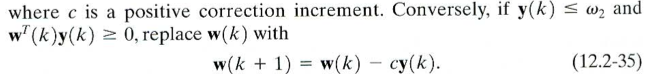 where c is a positive correction increment. Conversely, if y(k) ≤ ω₂ and
wᵀ(k)y(k) ≥ 0, replace w(k) with
w(k + 1) = w(k) − cy(k). (12.2-35)